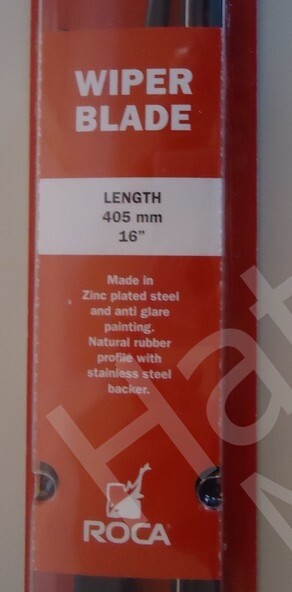 WIPER
BLADE
LENGTH
405 mm
16"
Made in
Zinc plated steel
and anti glare
painting.
Natural rubber
profile with
stainless steel
backer.
ROCA
Hat